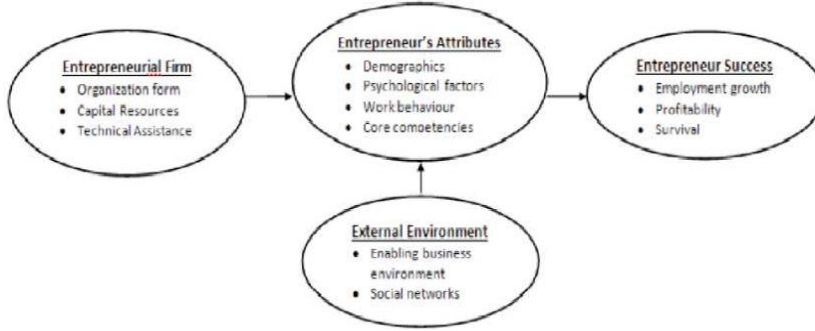 Entrepreneurial Firm
• Organization form
• Capital Resources
• Technical Assistance
Entrepreneur's Attributes
• Demographics
• Psychological factors
• Work behaviour
• Core competencies
Entrepreneur Success
• Employment growth
• Profitability
• Survival
External Environment
• Enabling business
environment
• Social networks